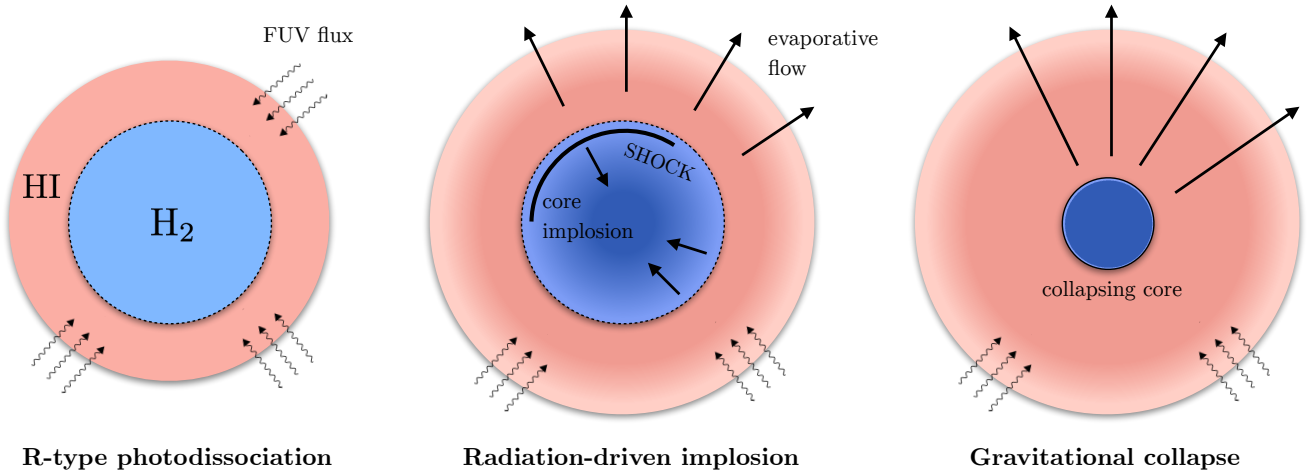 FUV flux
HI
H₂
R-type photodissociation
evaporative
flow
SHOCK
core
implosion
Radiation-driven implosion
collapsing core
Gravitational collapse